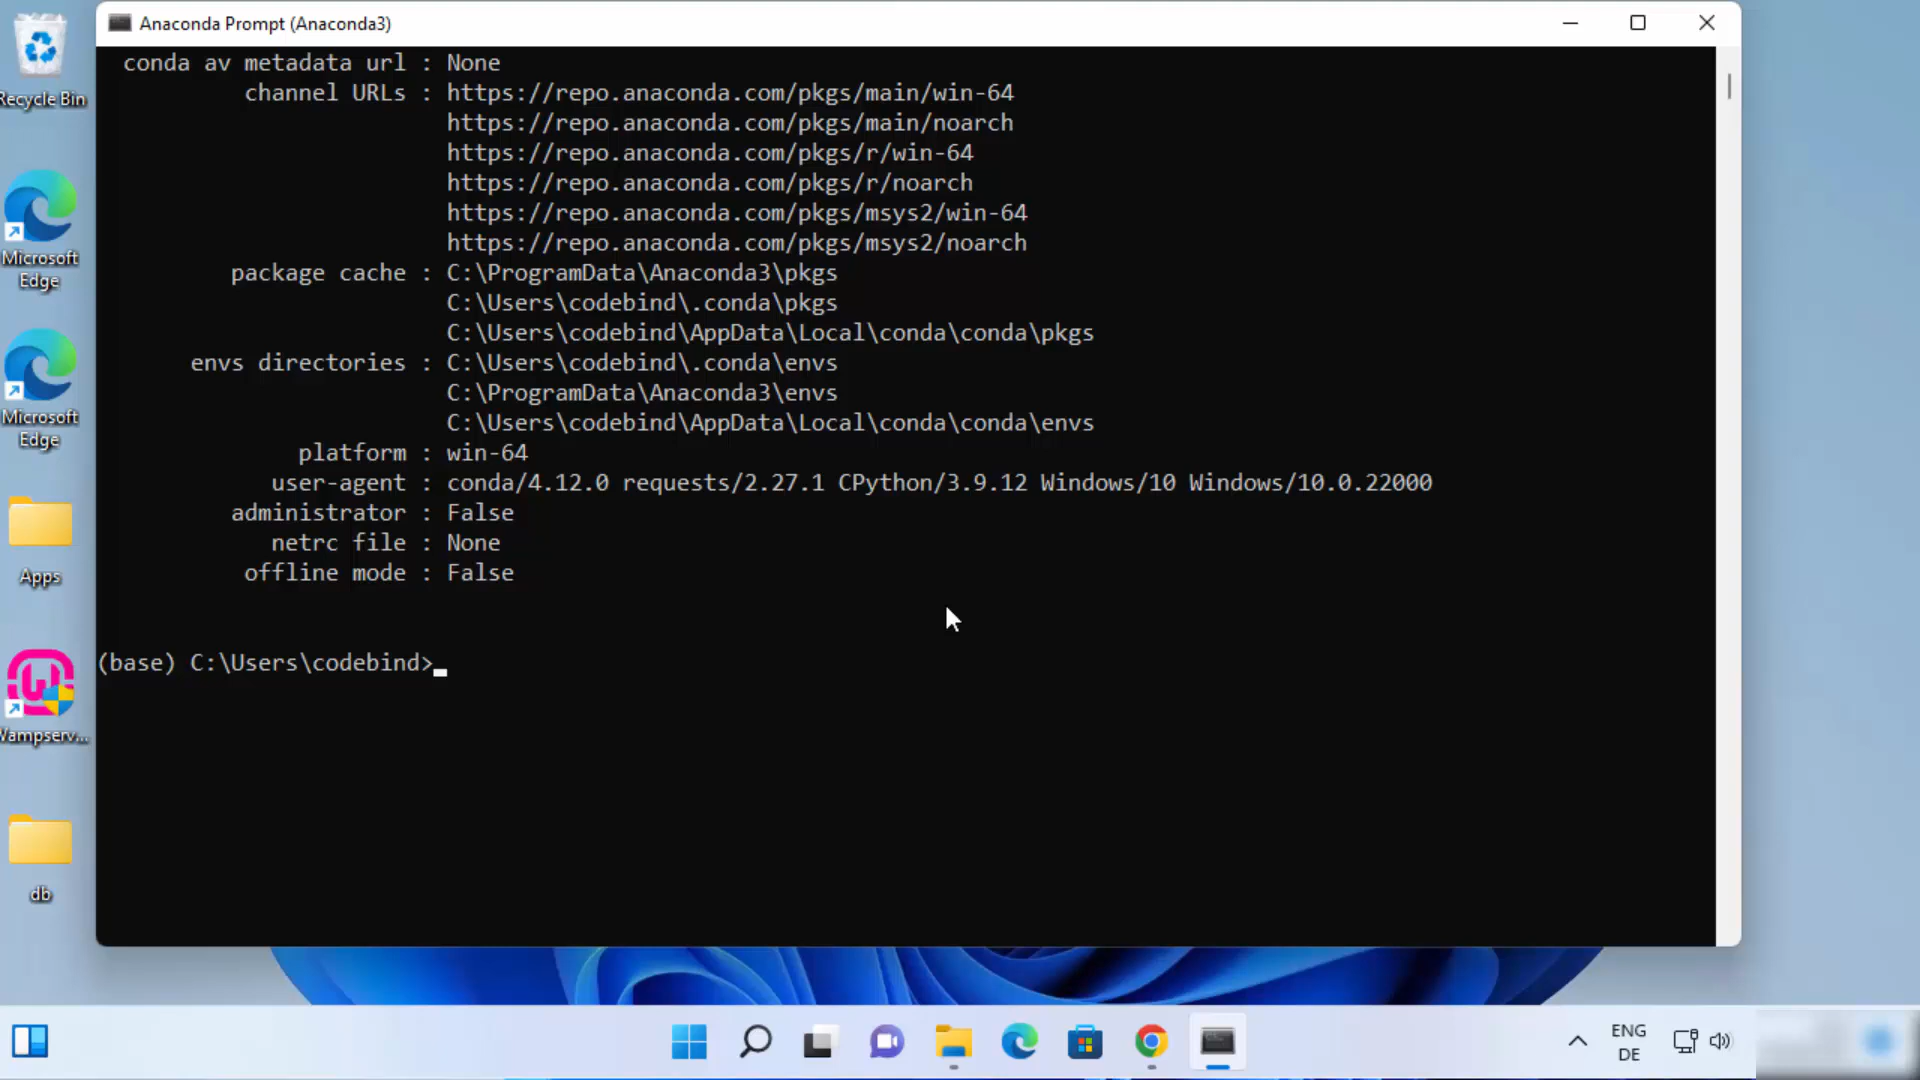 Anaconda Prompt (Anaconda3)
conda av metadata url : None
channel URLs : https://repo.anaconda.com/pkgs/main/win-64
https://repo.anaconda.com/pkgs/main/noarch
https://repo.anaconda.com/pkgs/r/win-64
https://repo.anaconda.com/pkgs/r/noarch
https://repo.anaconda.com/pkgs/msys2/win-64
https://repo.anaconda.com/pkgs/msys2/noarch
package cache : C:\ProgramData\Anaconda3\pkgs
C:\Users\codebind\.conda\pkgs
C:\Users\codebind\AppData\Local\conda\conda\pkgs
envs directories : C:\Users\codebind\.conda\envs
C:\ProgramData\Anaconda3\envs
C:\Users\codebind\AppData\Local\conda\conda\envs
platform : win-64
user-agent : conda/4.12.0 requests/2.27.1 CPython/3.9.12 Windows/10 Windows/10.0.22000
administrator : False
netrc file : None
offline mode : False
(base) C:\Users\codebind>
Recycle Bin
Microsoft
Edge
Microsoft
Edge
Apps
Wampserv...
db
ENG
DE